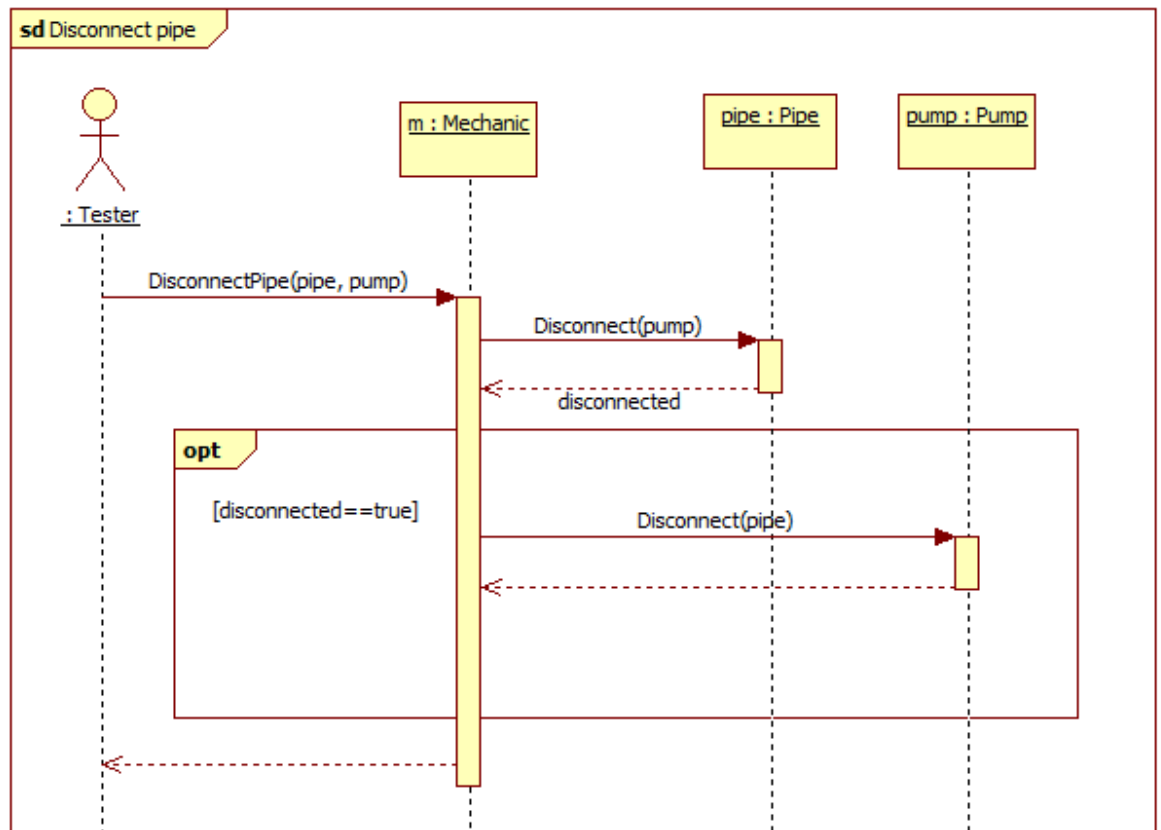 sd Disconnect pipe
m : Mechanic
pipe : Pipe
pump : Pump
: Tester
DisconnectPipe(pipe, pump)
Disconnect(pump)
disconnected
opt
[disconnected==true]
Disconnect(pipe)